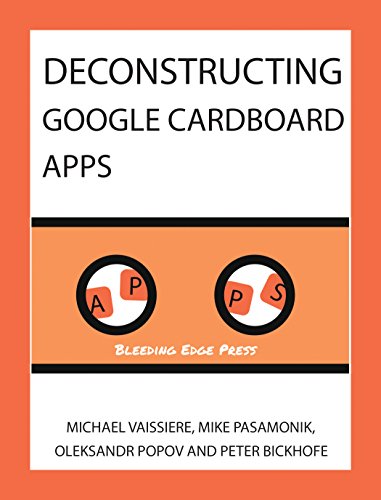 DECONSTRUCTING
GOOGLE CARDBOARD
APPS
A P P S
Bleeding Edge Press
MICHAEL VAISSIERE, MIKE PASAMONIK,
OLEKSANDR POPOV AND PETER BICKHOFE